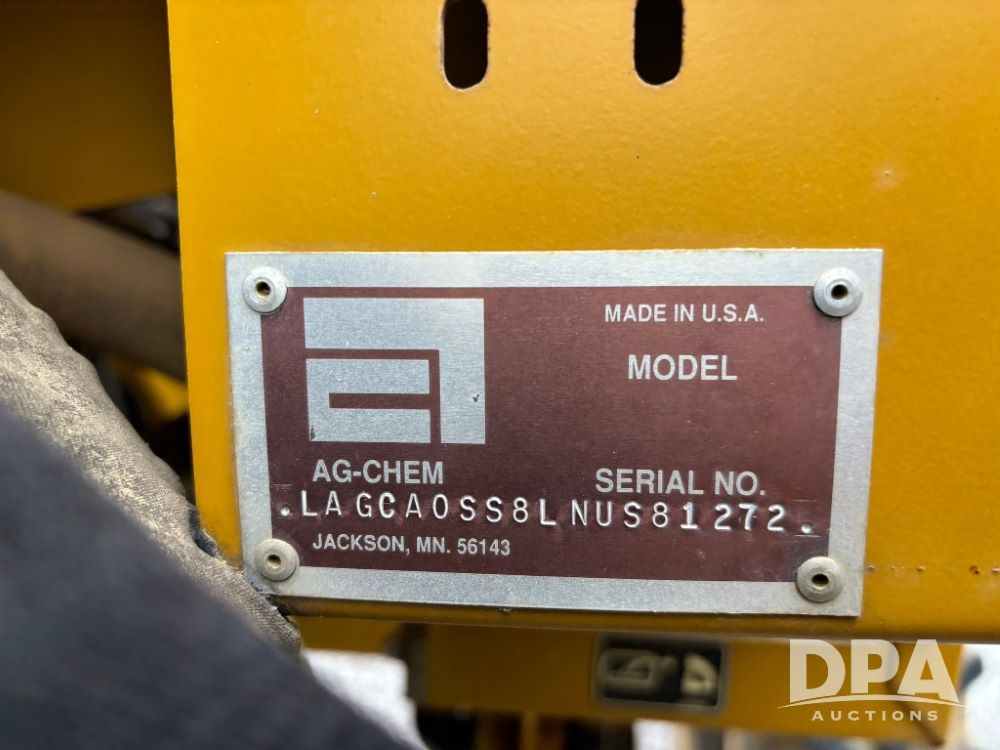 MADE IN U.S.A.
MODEL
AG-CHEM
SERIAL NO.
.LAGCA0SS8LNUS81272.
JACKSON, MN. 56143
DPA
AUCTIONS